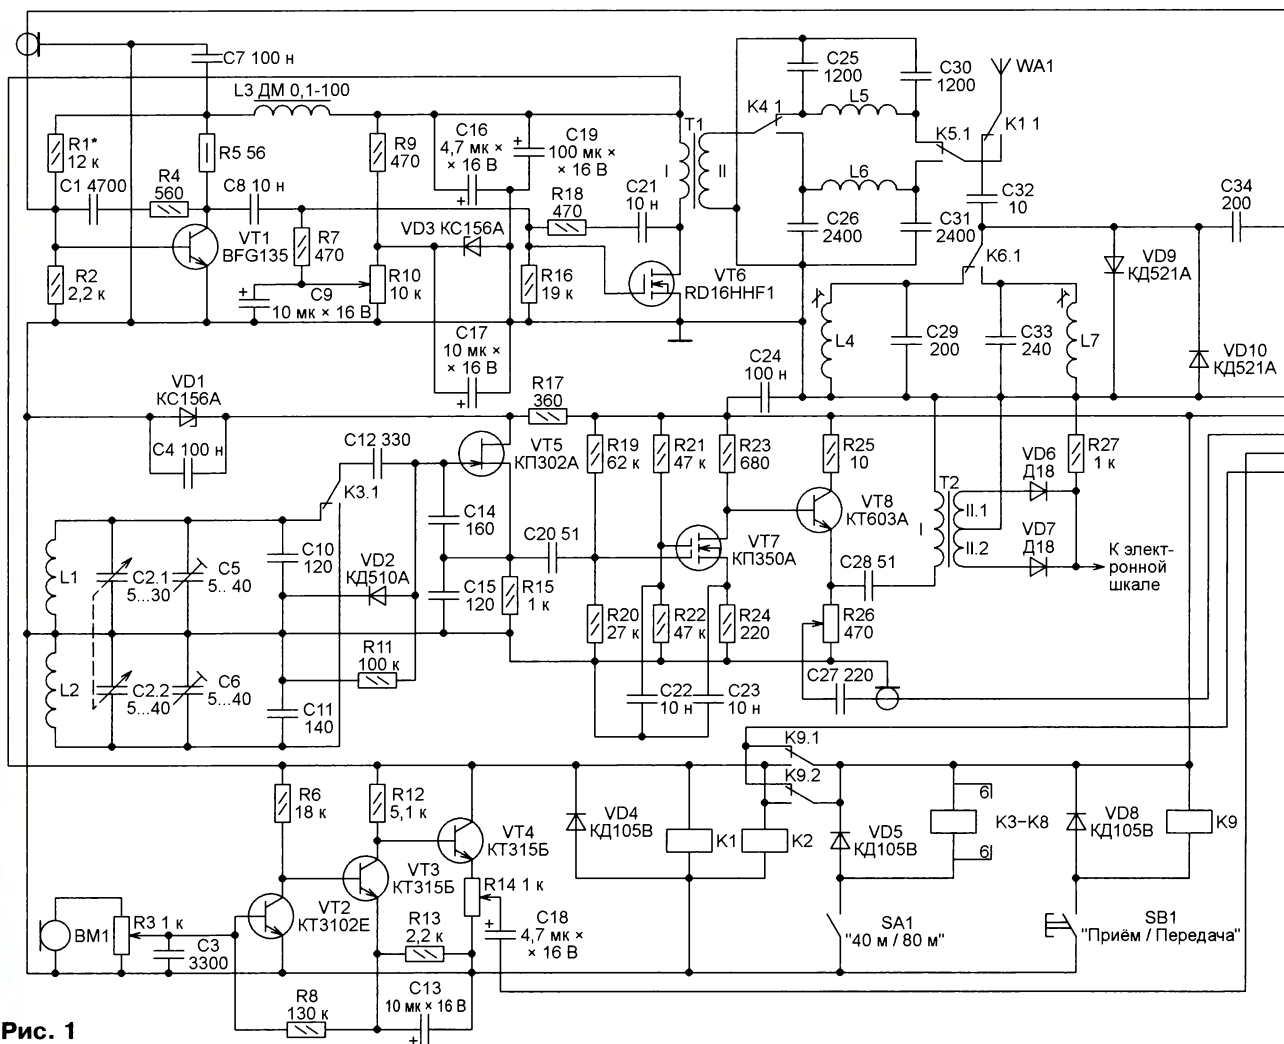 C7 100 н
L3 ДМ 0,1-100
R1*
12 к
R5 56
R9
470
C16
4,7 мк ×
× 16 В
C19
100 мк ×
× 16 В
T1
I
II
K4 1
C25
1200
C30
1200
L5
WA1
K5.1
K1 1
C1 4700
R4
560
C8 10 н
R18
470
C21
10 н
L6
C32
10
C34
200
VT1
BFG135
R7
470
VD3 КС156А
C26
2400
C31
2400
K6.1
VD9
КД521А
R2
2,2 к
C9
10 мк × 16 В
R10
10 к
R16
19 к
VT6
RD16HHF1
C17
10 мк ×
× 16 В
L4
C29
200
C33
240
L7
VD10
КД521А
C24
100 н
VD1
КС156А
R17
360
C4 100 н
C12 330
VT5
КП302А
R19
62 к
R21
47 к
R23
680
R25
10
R27
1 к
VD6
Д18
K3.1
C14
160
VT8
КТ603А
T2
I
II.1
II.2
C20 51
VT7
КП350А
VD7
Д18
К элект-
ронной
шкале
L1
C2.1
5...30
C5
5.. 40
C10
120
VD2
КД510А
C15
120
R15
1 к
C28 51
R20
27 к
R22
47 к
R24
220
R26
470
R11
100 к
L2
C2.2
5...40
C6
5...40
C11
140
C22
10 н
C23
10 н
C27 220
K9.1
K9.2
R6
18 к
R12
5,1 к
VT4
КТ315Б
VD4
КД105В
K1
K2
VD5
КД105В
6
6
K3–K8
VD8
КД105В
K9
VT3
КТ315Б
R14 1 к
VT2
КТ3102Е
BM1
R3 1 к
C3
3300
R13
2,2 к
C18
4,7 мк ×
× 16 В
SA1
"40 м / 80 м"
SB1
"Приём / Передача"
R8
130 к
C13
10 мк × 16 В
Рис. 1